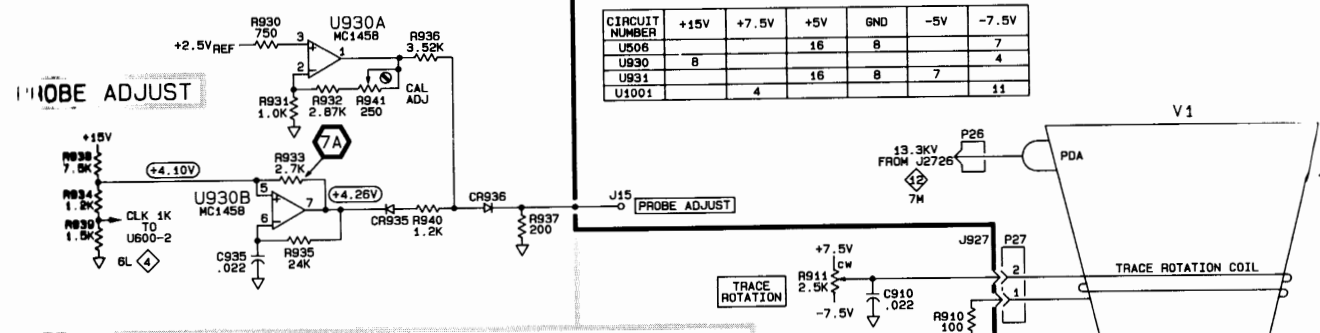 PROBE ADJUST
+2.5VREF
R930
750
U930A
MC1458
3
2
1
R936
3.52K
R931
1.0K
R932
2.87K
R941
250
CAL
ADJ
+15V
R938
7.5K
R934
1.2K
R939
1.5K
+4.10V
CLK 1K
TO
U600-2
6L 4
R933
2.7K
7A
U930B
MC1458
5
6
7
+4.26V
C935
.022
R935
24K
CR935
R940
1.2K
CR936
R937
200
J15
PROBE ADJUST
CIRCUIT NUMBER +15V +7.5V +5V GND -5V -7.5V
U506 16 8 7
U930 8 4
U931 16 8 7
U1001 4 11
V1
13.3KV
FROM J2726
12
7M
P26
PDA
TRACE
ROTATION
+7.5V
CW
R911
2.5K
-7.5V
C910
.022
J927
P27
2
1
R910
100
TRACE ROTATION COIL